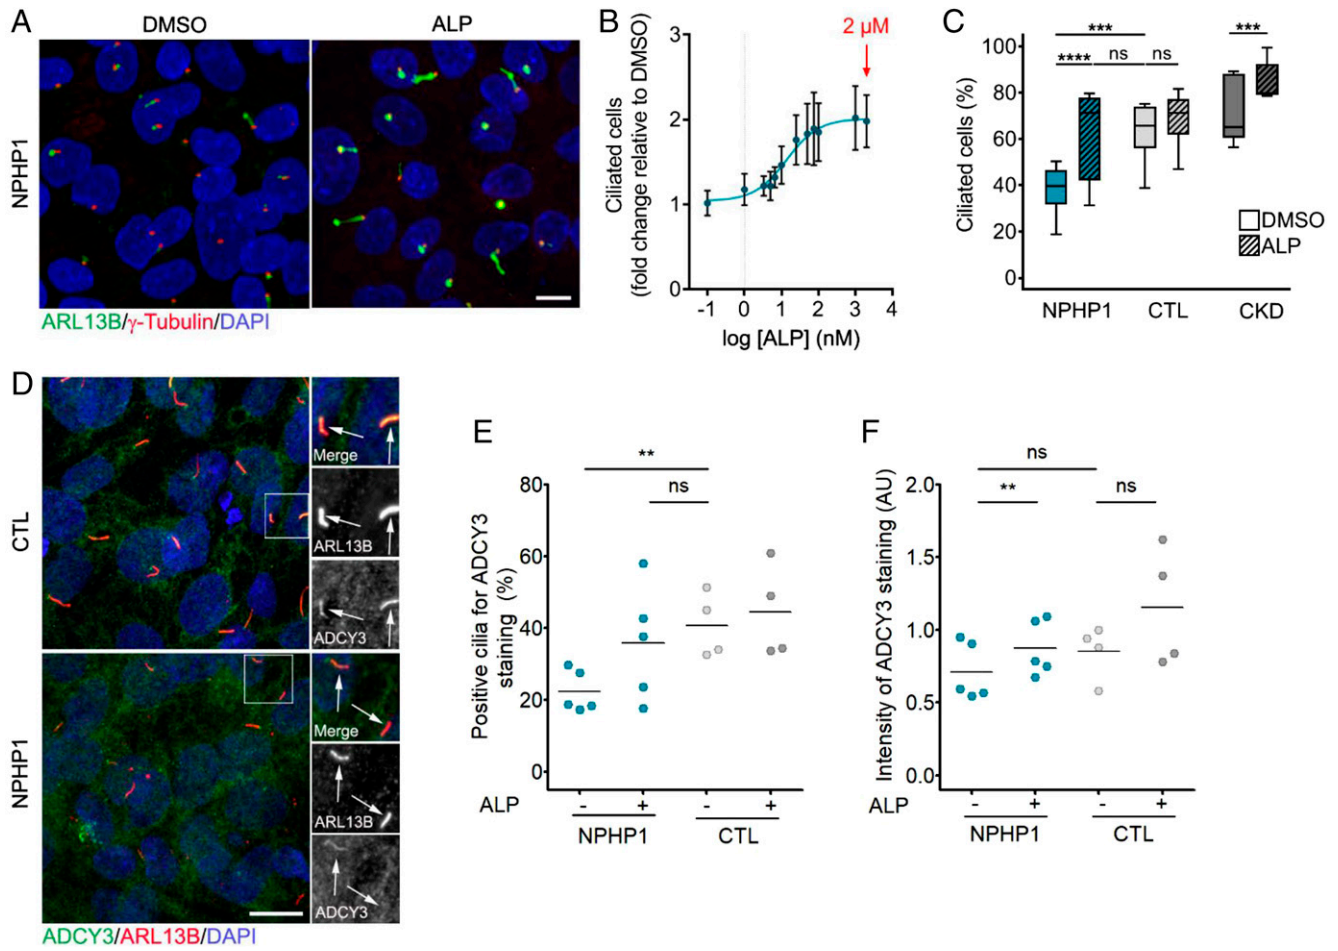 A
DMSO
ALP
NPHP1
ARL13B/γ-Tubulin/DAPI
B
Ciliated cells
(fold change relative to DMSO)
3
2
1
0
2 µM
-1 0 1 2 3 4
log [ALP] (nM)
C
Ciliated cells (%)
100
80
60
40
20
0
***
**** ns ns
***
DMSO
ALP
NPHP1 CTL CKD
D
CTL
Merge
ARL13B
ADCY3
NPHP1
Merge
ARL13B
ADCY3
ADCY3/ARL13B/DAPI
E
Positive cilia for ADCY3
staining (%)
80
60
40
20
0
**
ns
ALP - + - +
NPHP1 CTL
F
Intensity of ADCY3 staining (AU)
2.0
1.5
1.0
0.5
0.0
ns
** ns
ALP - + - +
NPHP1 CTL